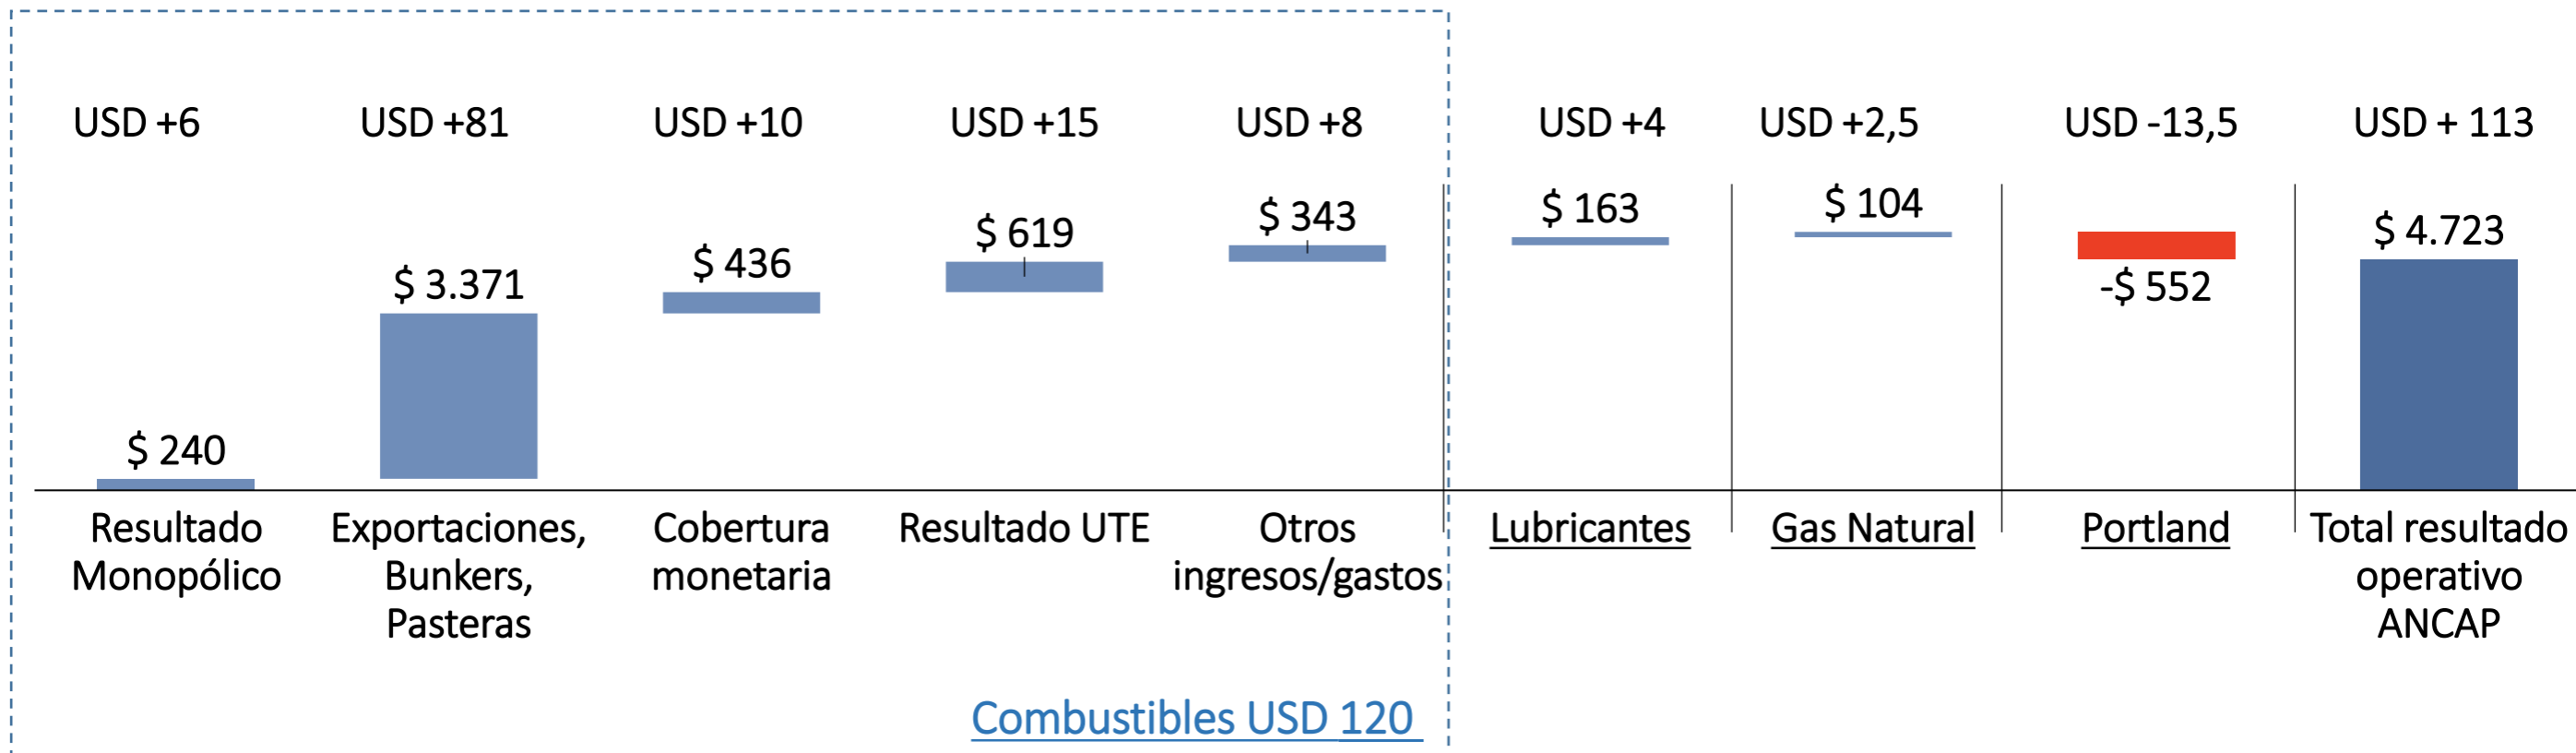 USD +6
USD +81
USD +10
USD +15
USD +8
USD +4
USD +2,5
USD -13,5
USD + 113
$ 240
$ 3.371
$ 436
$ 619
$ 343
$ 163
$ 104
-$ 552
$ 4.723
Resultado
Monopólico
Exportaciones,
Bunkers,
Pasteras
Cobertura
monetaria
Resultado UTE
Otros
ingresos/gastos
Lubricantes
Gas Natural
Portland
Total resultado
operativo
ANCAP
Combustibles USD 120